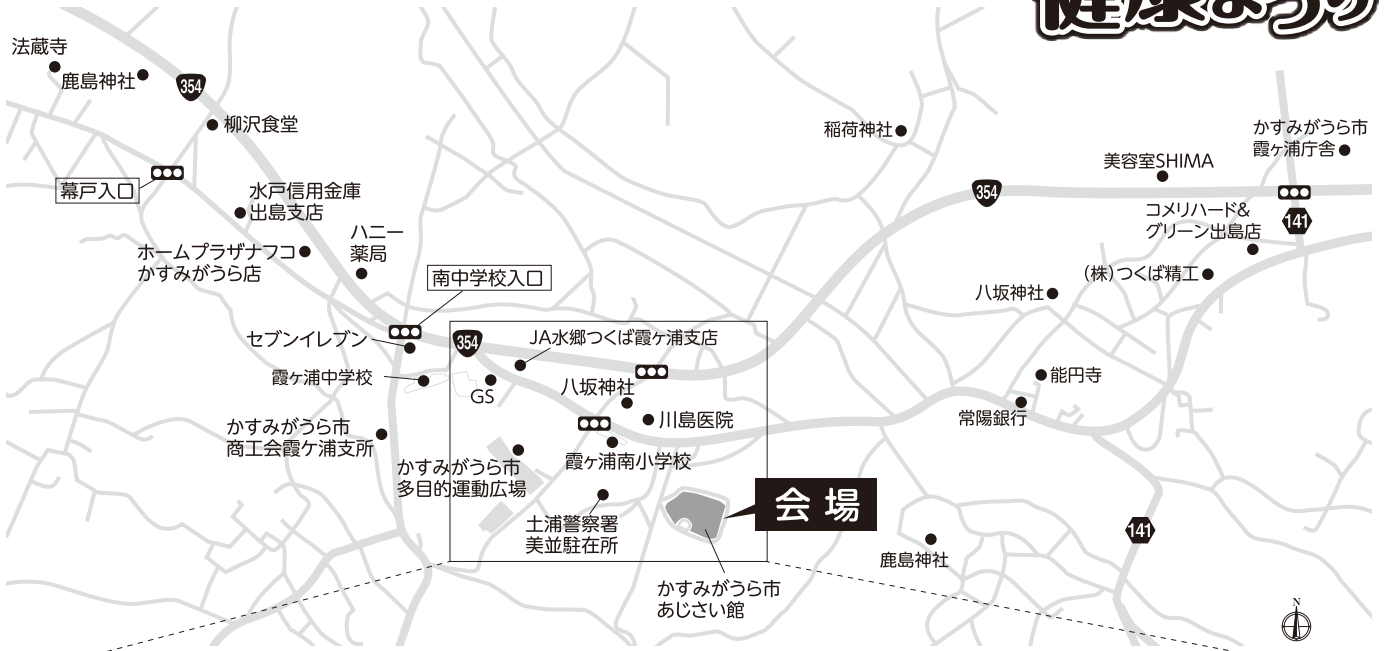 健康まつり
法蔵寺
鹿島神社
354
柳沢食堂
幕戸入口
水戸信用金庫
出島支店
ホームプラザナフコ
かすみがうら店
ハニー
薬局
南中学校入口
セブンイレブン
霞ヶ浦中学校
かすみがうら市
商工会霞ケ浦支所
354
JA水郷つくば霞ヶ浦支店
GS
八坂神社
川島医院
霞ヶ浦南小学校
かすみがうら市
多目的運動広場
土浦警察署
美並駐在所
会場
かすみがうら市
あじさい館
稲荷神社
354
美容室SHIMA
かすみがうら市
霞ヶ浦庁舎
141
コメリハード&
グリーン出島店
(株)つくば精工
八坂神社
能円寺
常陽銀行
鹿島神社
141
N